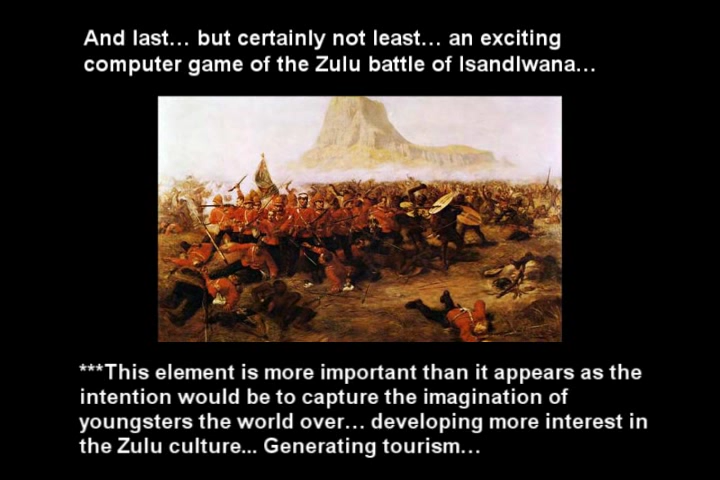 And last… but certainly not least… an exciting
computer game of the Zulu battle of Isandlwana…
***This element is more important than it appears as the
intention would be to capture the imagination of
youngsters the world over… developing more interest in
the Zulu culture... Generating tourism…